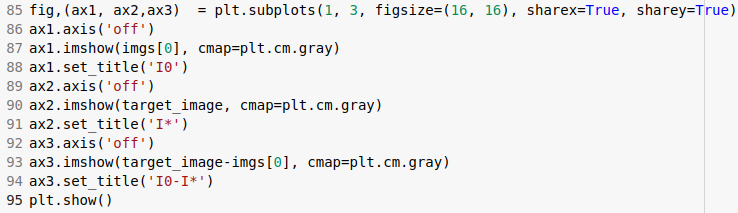 85 fig,(ax1, ax2,ax3)  = plt.subplots(1, 3, figsize=(16, 16), sharex=True, sharey=True)
86 ax1.axis('off')
87 ax1.imshow(imgs[0], cmap=plt.cm.gray)
88 ax1.set_title('I0')
89 ax2.axis('off')
90 ax2.imshow(target_image, cmap=plt.cm.gray)
91 ax2.set_title('I*')
92 ax3.axis('off')
93 ax3.imshow(target_image-imgs[0], cmap=plt.cm.gray)
94 ax3.set_title('I0-I*')
95 plt.show()